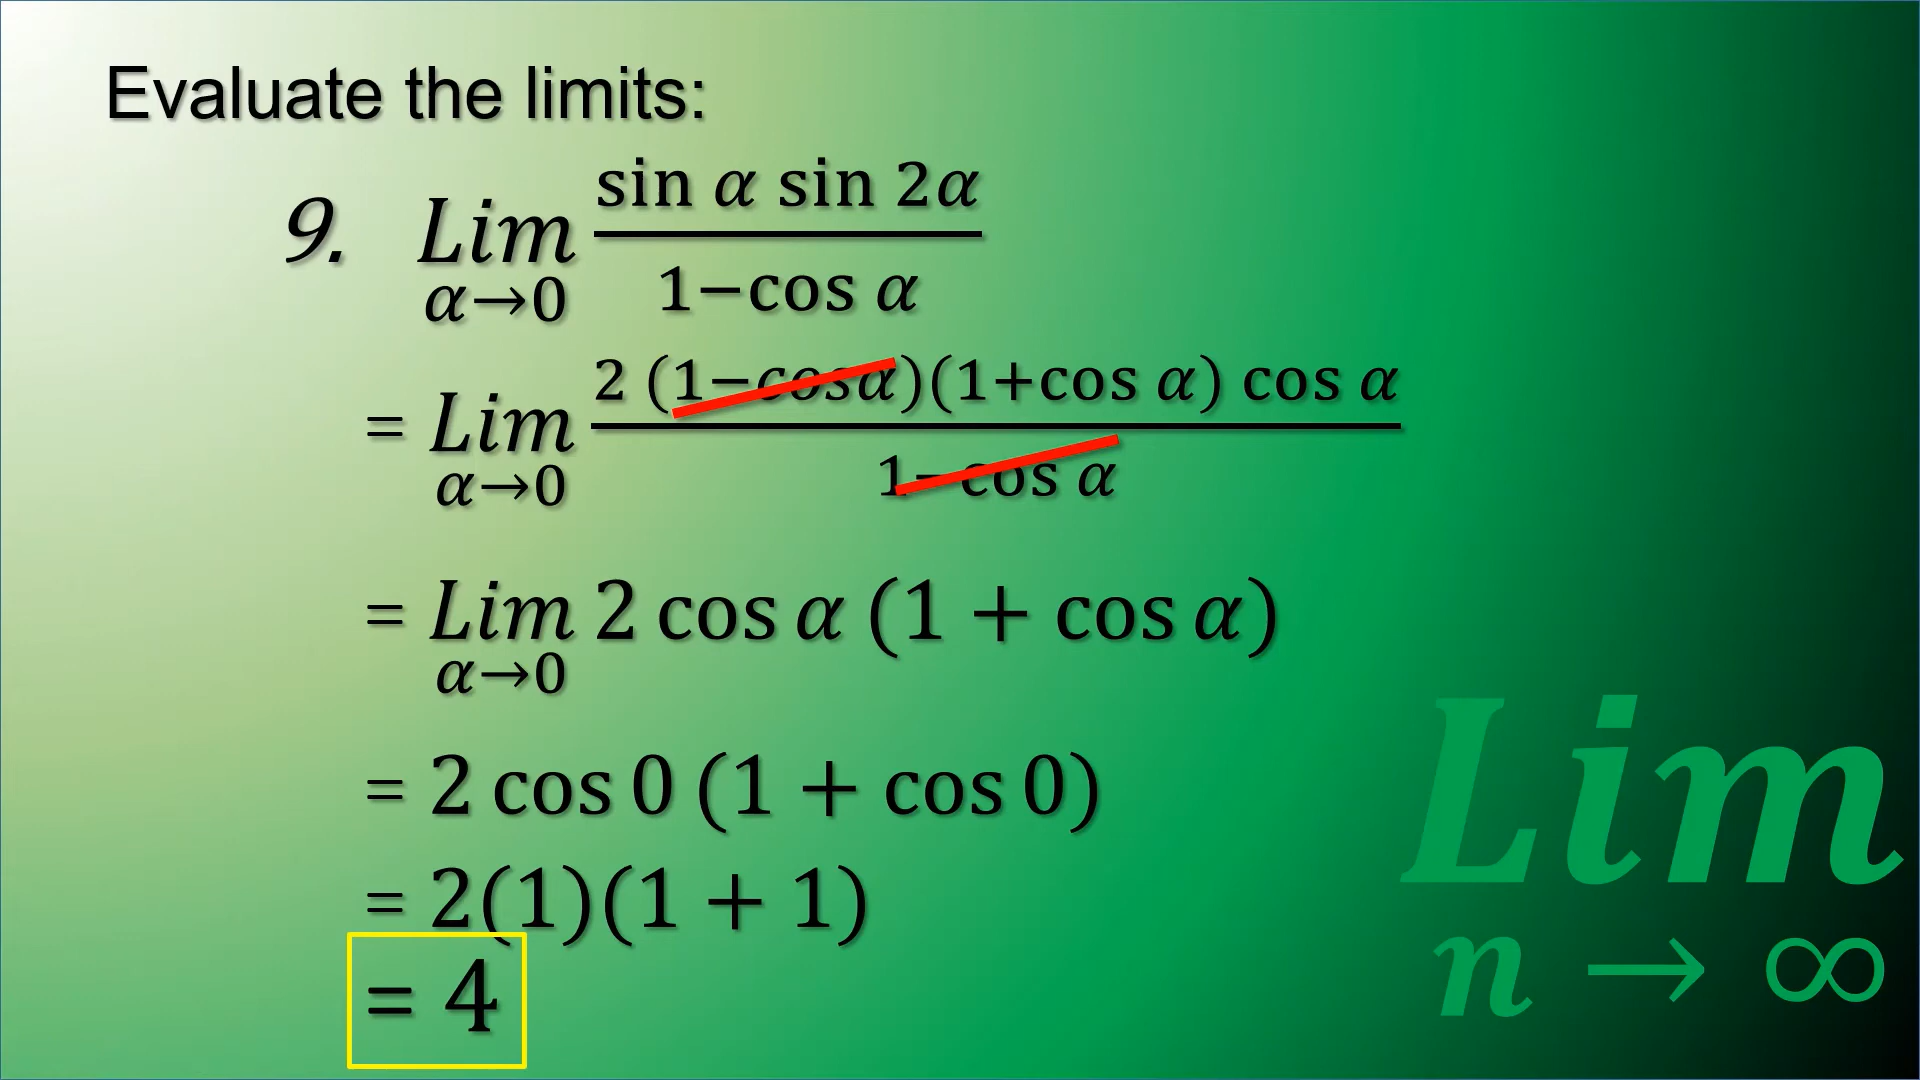 Evaluate the limits:
9. Lim α→0 sin α sin 2α / 1−cos α
= Lim α→0 2 (1−cosα)(1+cos α) cos α / 1−cos α
= Lim α→0 2 cos α (1 + cos α)
= 2 cos 0 (1 + cos 0)
= 2(1)(1 + 1)
= 4
Lim
n → ∞